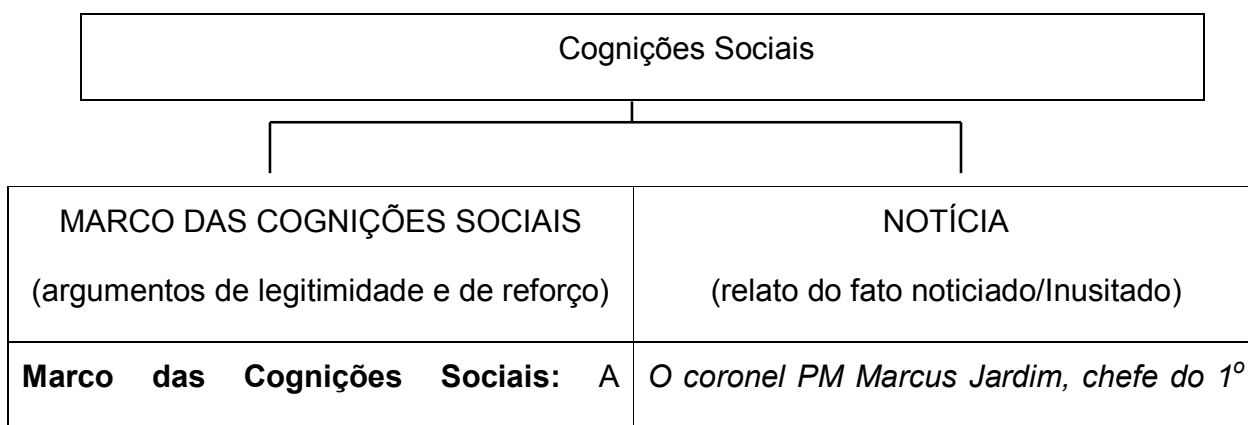 Cognições Sociais
MARCO DAS COGNIÇÕES SOCIAIS
(argumentos de legitimidade e de reforço)
NOTÍCIA
(relato do fato noticiado/Inusitado)
Marco das Cognições Sociais: A
O coronel PM Marcus Jardim, chefe do 1º